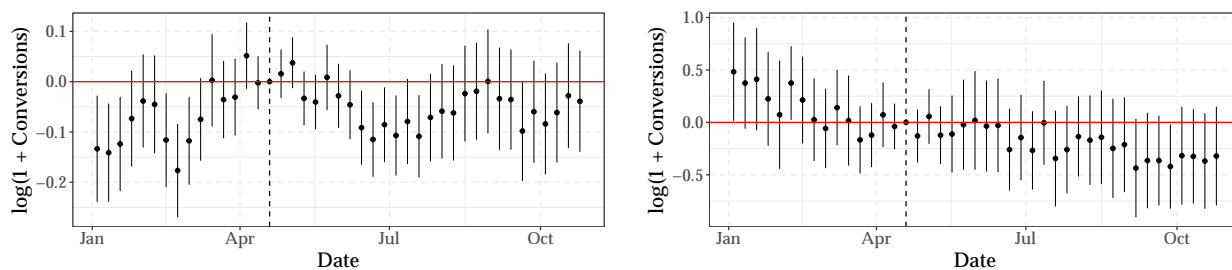 log(1 + Conversions)
0.1
0.0
−0.1
−0.2
Jan
Apr
Jul
Oct
Date
log(1 + Conversions)
1.0
0.5
0.0
−0.5
Jan
Apr
Jul
Oct
Date